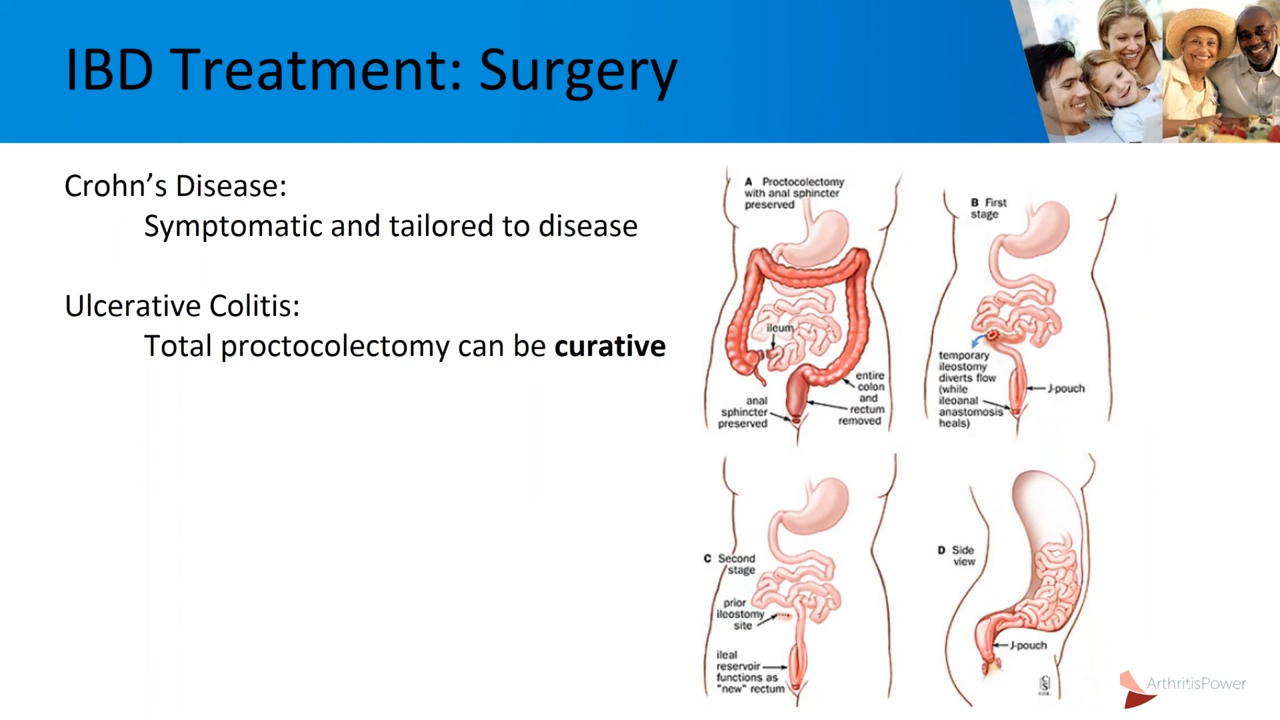 IBD Treatment: Surgery
Crohn’s Disease:
Symptomatic and tailored to disease
Ulcerative Colitis:
Total proctocolectomy can be curative
A Proctocolectomy
with anal sphincter
preserved
ileum
entire
colon
and
rectum
removed
anal
sphincter
preserved
B First
stage
temporary
ileostomy
diverts flow
(while
ileoanal
anastomosis
heals)
J-pouch
C Second
stage
prior
ileostomy
site
ileal
reservoir
functions as
"new" rectum
D Side
view
J-pouch
ArthritisPower